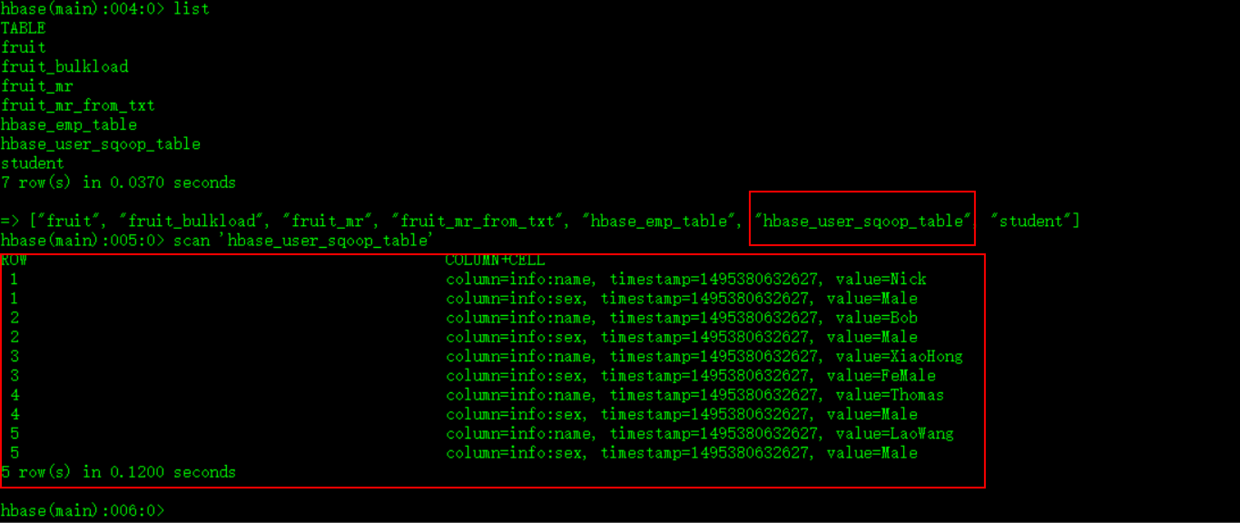 hbase(main):004:0> list
TABLE
fruit
fruit_bulkload
fruit_mr
fruit_mr_from_txt
hbase_emp_table
hbase_user_sqoop_table
student
7 row(s) in 0.0370 seconds
=> ["fruit", "fruit_bulkload", "fruit_mr", "fruit_mr_from_txt", "hbase_emp_table", "hbase_user_sqoop_table" "student"]
hbase(main):005:0> scan 'hbase_user_sqoop_table'
ROW COLUMN+CELL
1 column=info:name, timestamp=1495380632627, value=Nick
1 column=info:sex, timestamp=1495380632627, value=Male
2 column=info:name, timestamp=1495380632627, value=Bob
2 column=info:sex, timestamp=1495380632627, value=Male
3 column=info:name, timestamp=1495380632627, value=XiaoHong
3 column=info:sex, timestamp=1495380632627, value=FeMale
4 column=info:name, timestamp=1495380632627, value=Thomas
4 column=info:sex, timestamp=1495380632627, value=Male
5 column=info:name, timestamp=1495380632627, value=LaoWang
5 column=info:sex, timestamp=1495380632627, value=Male
5 row(s) in 0.1200 seconds
hbase(main):006:0>